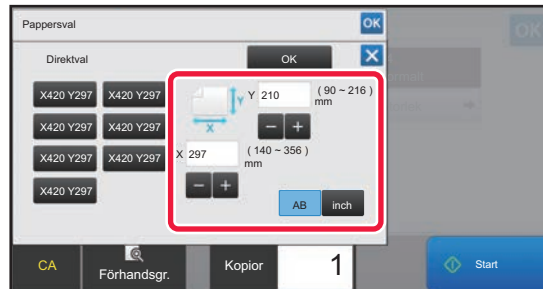 Pappersval
OK
OK
Direktval
OK
X420 Y297
X420 Y297
Y
210
( 90 ~ 216 )
mm
Y
X
X420 Y297
X420 Y297
X420 Y297
X420 Y297
X
297
( 140 ~ 356 )
mm
X420 Y297
AB
inch
CA
Förhandsgr.
Kopior
1
Start